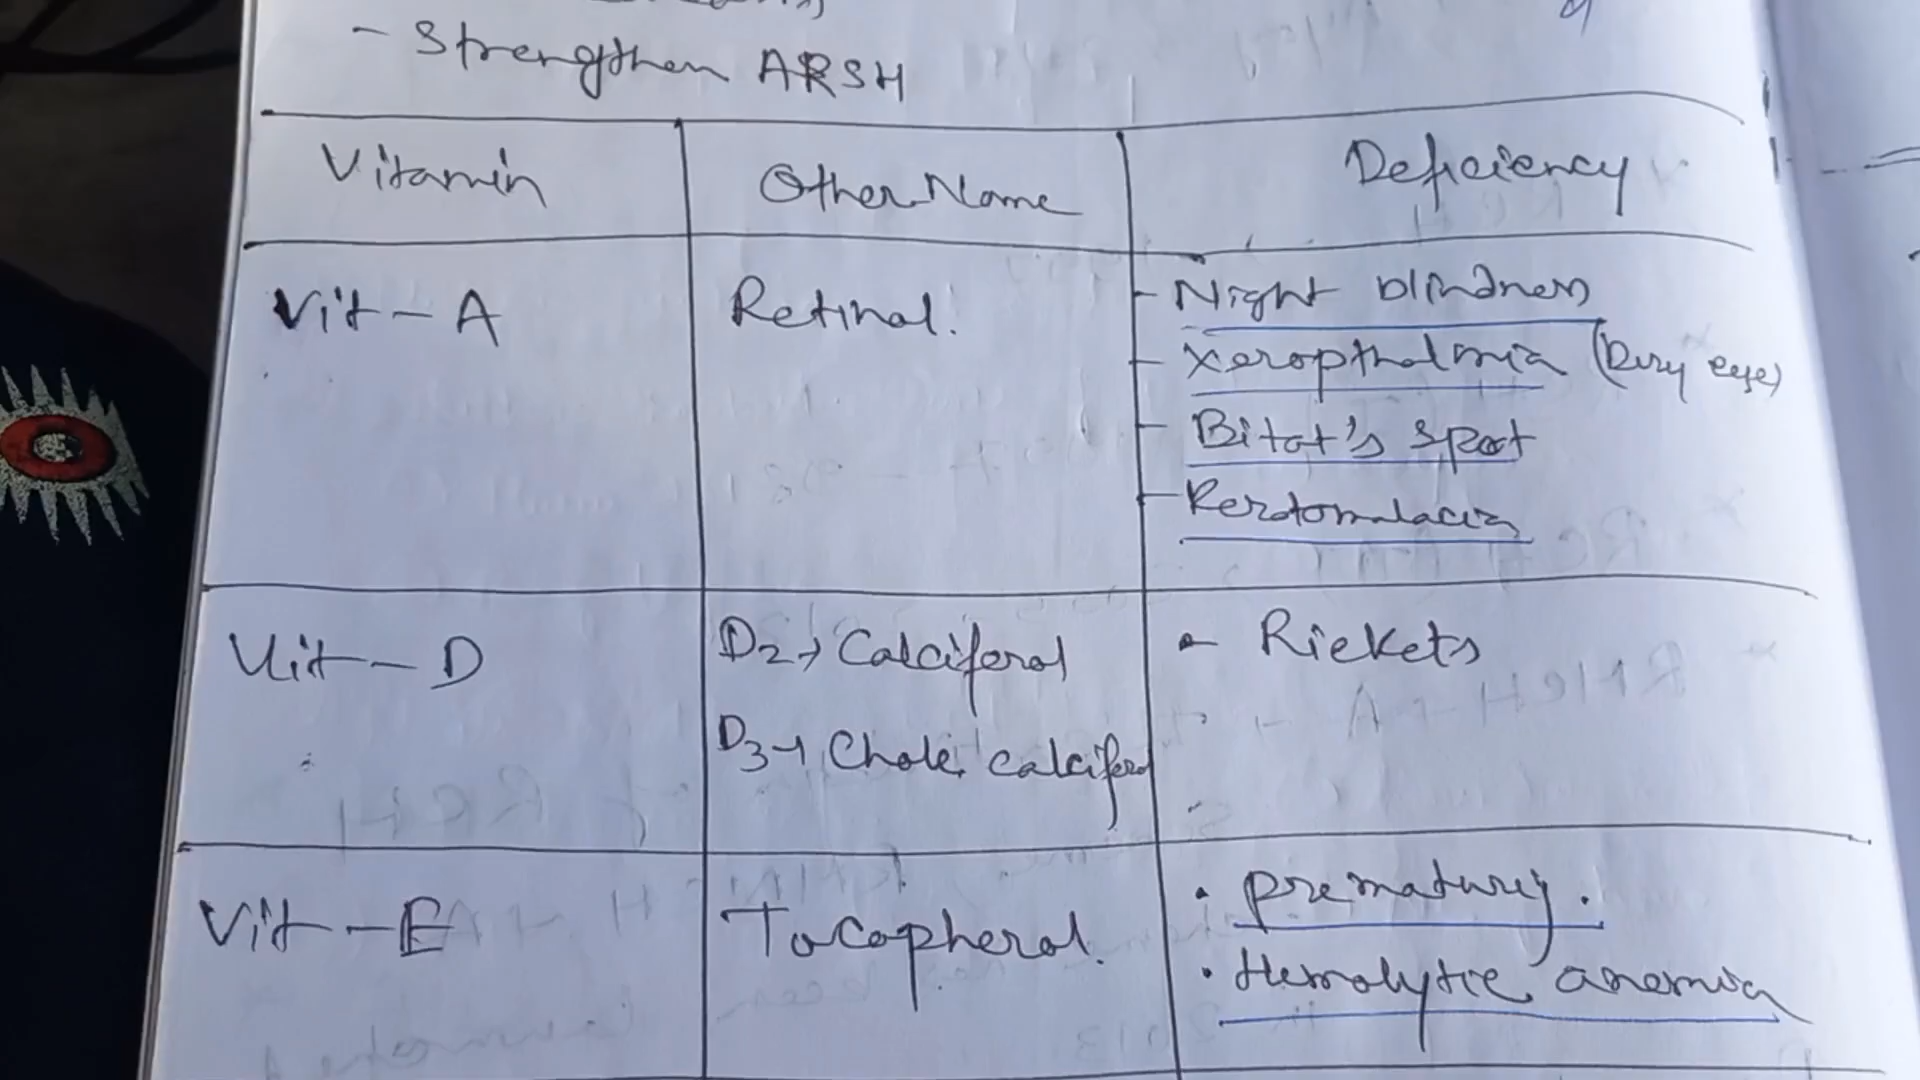 - Strengthen ARSH
Vitamin Other Name Deficiency
Vit - A Retinal. - Night blindness
- Xeropthalmia (Dry eye)
- Bitot's spot
- Keratomalacia
Vit - D D2 → Calciferol - Rickets
D3 → Chole calciferol
Vit - E Tocopherol. • prematurity.
• Hemolytic anemia